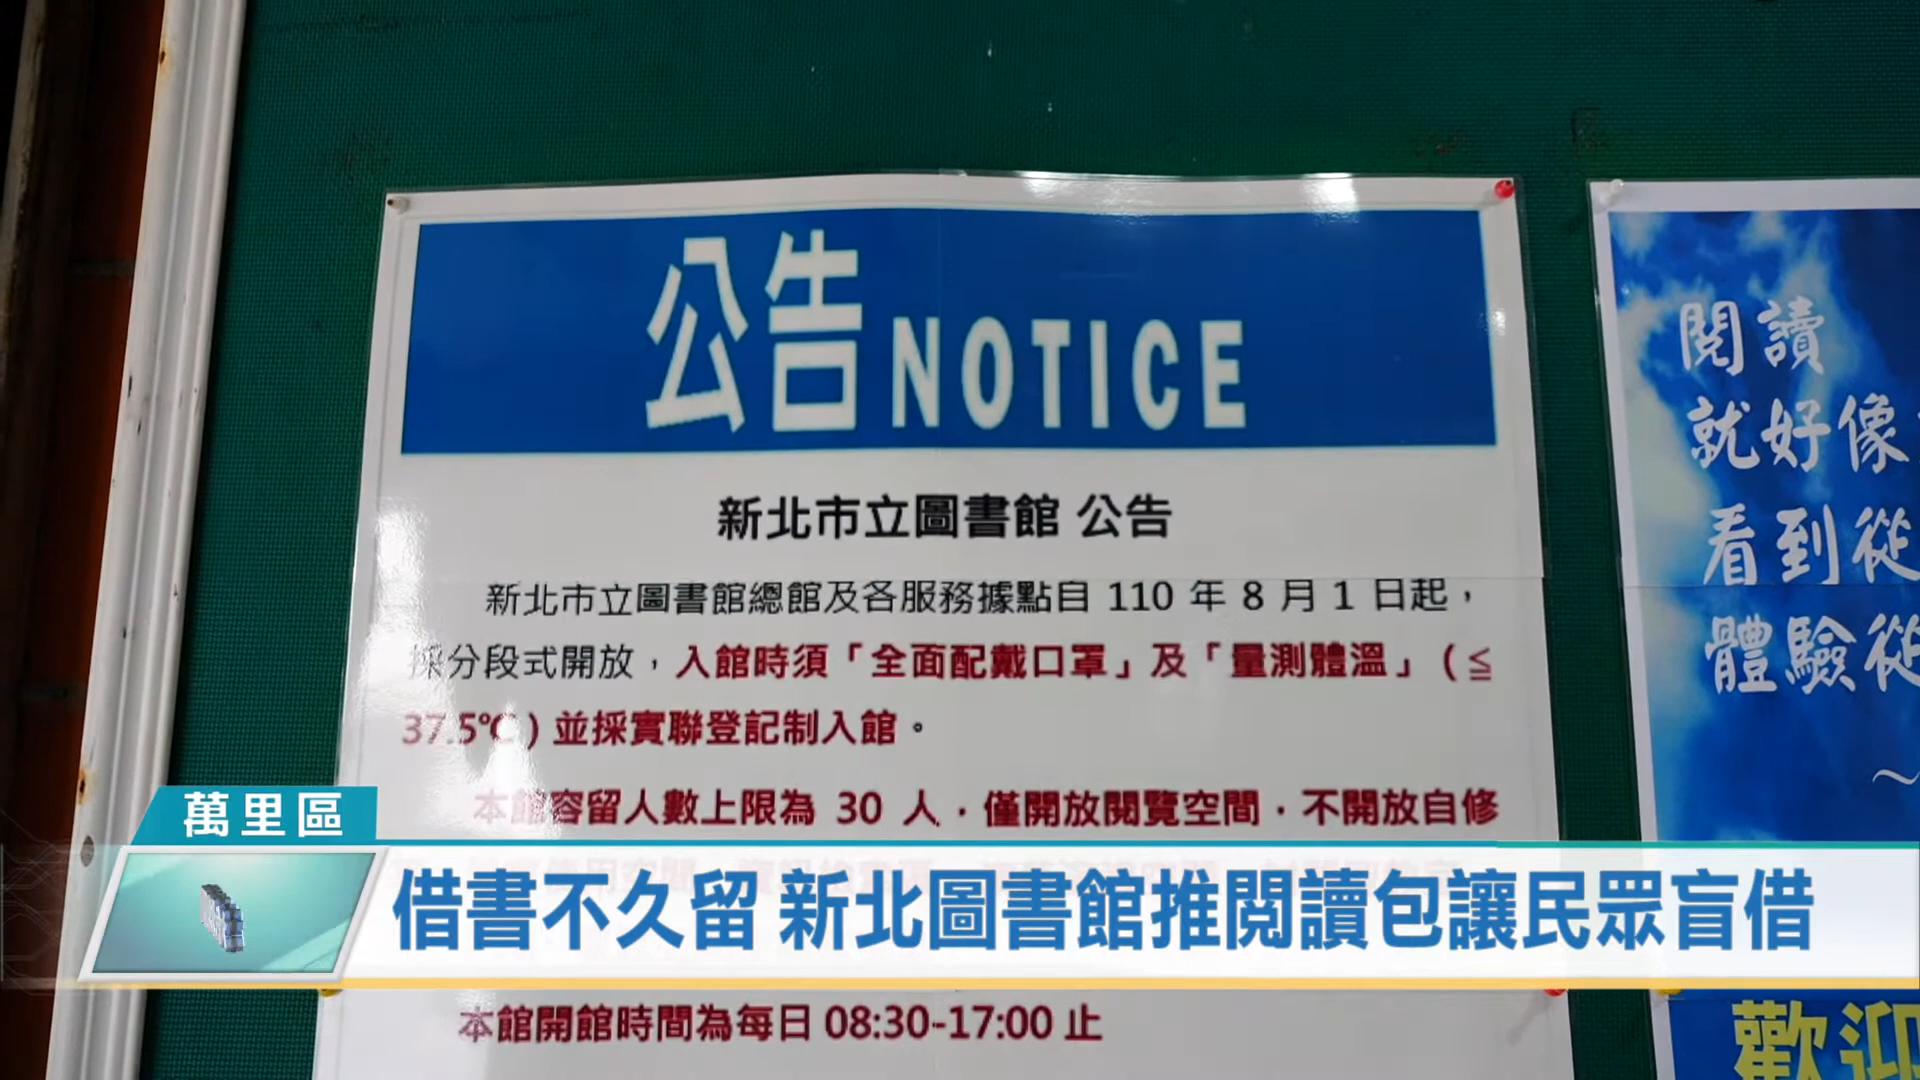 公告NOTICE
新北市立圖書館 公告
新北市立圖書館總館及各服務據點自 110 年 8 月 1 日起，
採分段式開放，入館時須「全面配戴口罩」及「量測體溫」(≦
37.5℃) 並採實聯登記制入館。
本館容留人數上限為 30 人，僅開放閱覽空間，不開放自修
本館開館時間為每日 08:30-17:00 止
閱讀
就好像
看到從
體驗從
~
歡迎
萬里區
借書不久留 新北圖書館推閱讀包讓民眾盲借